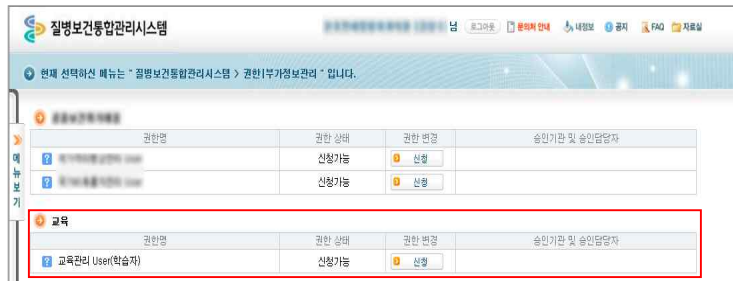 질병보건통합관리시스템
님 로그아웃 문의처 안내 내정보 공지 FAQ 자료실
현재 선택하신 메뉴는 " 질병보건통합관리시스템 > 권한|부가정보관리 " 입니다.
메뉴보기
권한명 권한 상태 권한 변경 승인기관 및 승인담당자
신청가능 신청
신청가능 신청
교육
권한명 권한 상태 권한 변경 승인기관 및 승인담당자
교육관리 User(학습자) 신청가능 신청